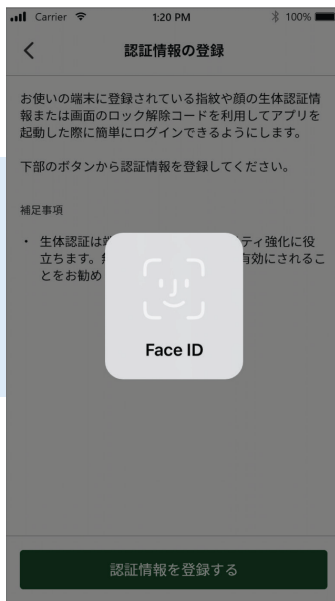 Carrier 1:20 PM 100%
認証情報の登録
お使いの端末に登録されている指紋や顔の生体認証情
報または画面のロック解除コードを利用してアプリを
起動した際に簡単にログインできるようにします。
下部のボタンから認証情報を登録してください。
補足事項
・ 生体認証は ティ強化に役
立ちます。 有効にされるこ
とをお勧め
Face ID
認証情報を登録する